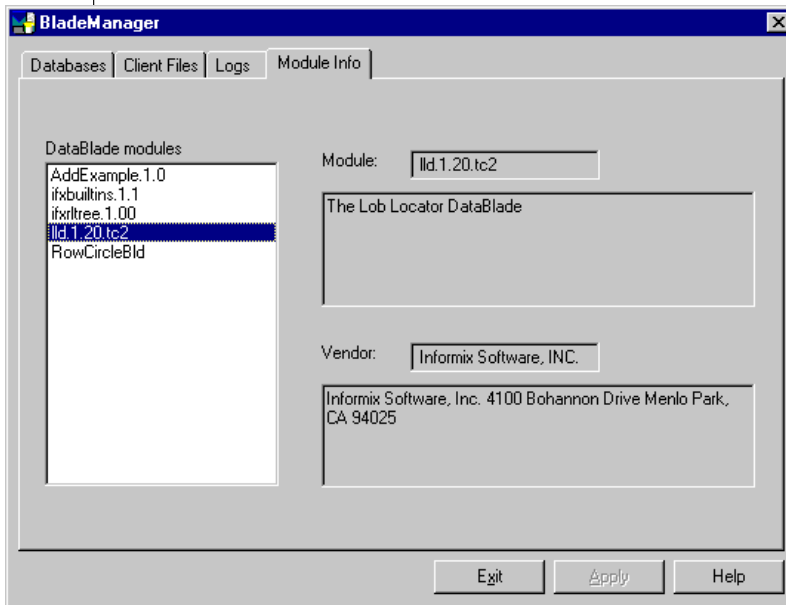 BladeManager
Databases
Client Files
Logs
Module Info
DataBlade modules
AddExample.1.0
ifxbuiltins.1.1
ifxrltree.1.00
lld.1.20.tc2
RowCircleBld
Module:
lld.1.20.tc2
The Lob Locator DataBlade
Vendor:
Informix Software, INC.
Informix Software, Inc. 4100 Bohannon Drive Menlo Park,
CA 94025
Exit
Apply
Help